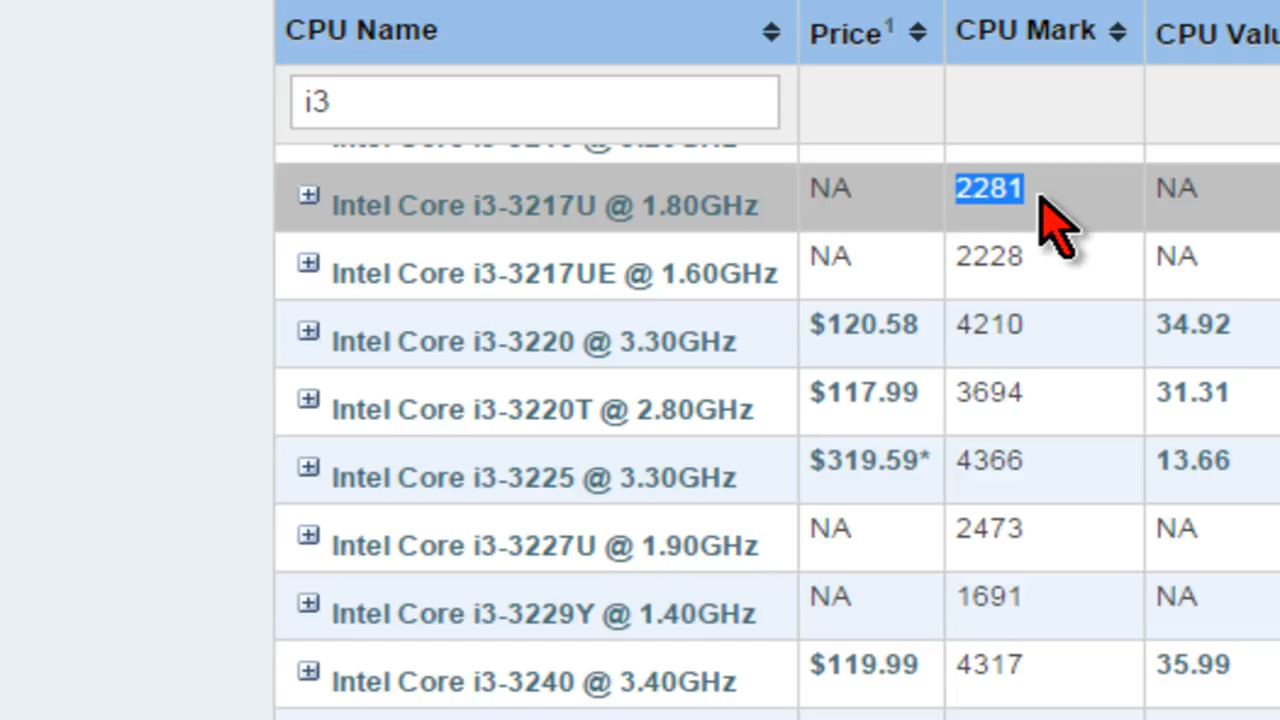 CPU Name Price¹ CPU Mark CPU Valu
i3
Intel Core i3-3217U @ 1.80GHz NA 2281 NA
Intel Core i3-3217UE @ 1.60GHz NA 2228 NA
Intel Core i3-3220 @ 3.30GHz $120.58 4210 34.92
Intel Core i3-3220T @ 2.80GHz $117.99 3694 31.31
Intel Core i3-3225 @ 3.30GHz $319.59* 4366 13.66
Intel Core i3-3227U @ 1.90GHz NA 2473 NA
Intel Core i3-3229Y @ 1.40GHz NA 1691 NA
Intel Core i3-3240 @ 3.40GHz $119.99 4317 35.99